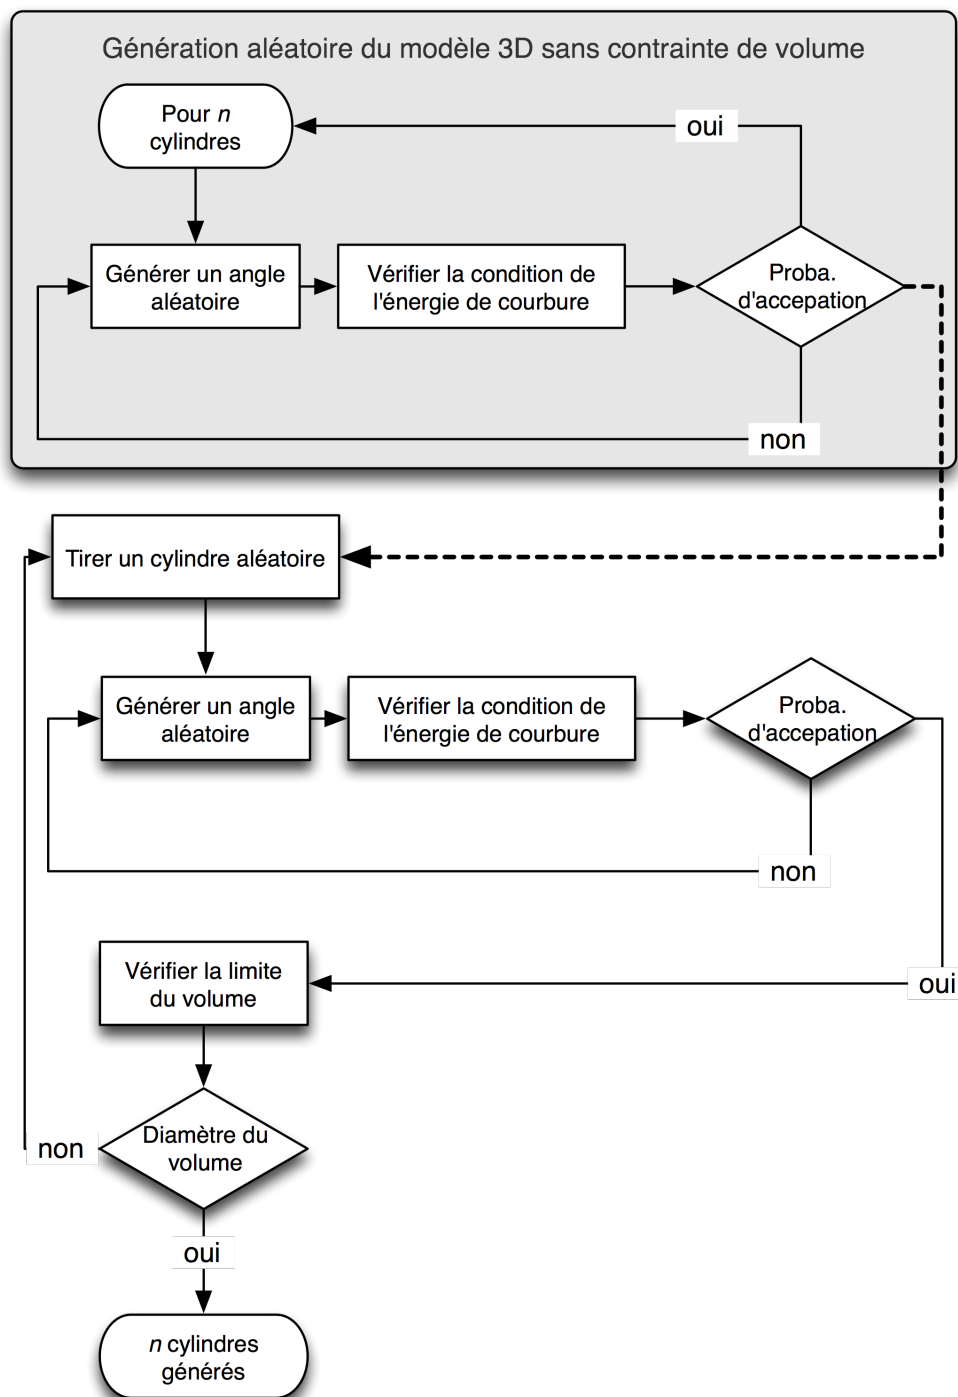 Génération aléatoire du modèle 3D sans contrainte de volume
Pour n
cylindres
oui
Générer un angle
aléatoire
Vérifier la condition de
l'énergie de courbure
Proba.
d'accepation
non
Tirer un cylindre aléatoire
Générer un angle
aléatoire
Vérifier la condition de
l'énergie de courbure
Proba.
d'accepation
non
Vérifier la limite
du volume
oui
Diamètre du
volume
non
oui
n cylindres
générés